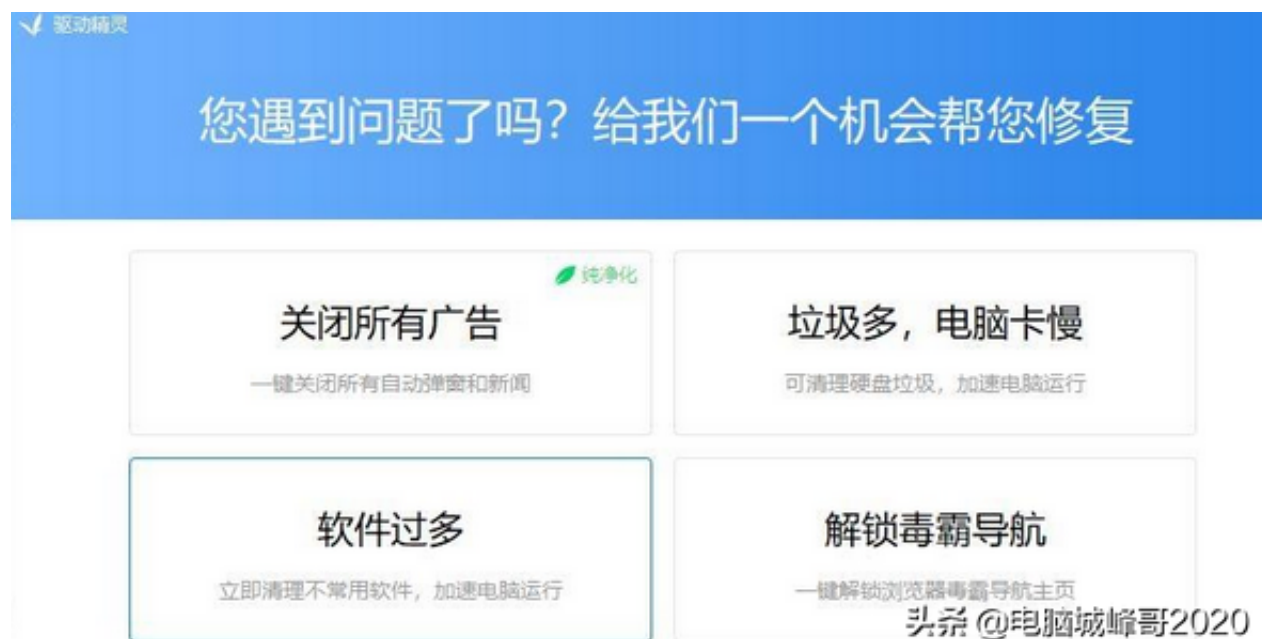 驱动精灵
您遇到问题了吗？给我们一个机会帮您修复
纯净化
关闭所有广告
一键关闭所有自动弹窗和新闻
垃圾多，电脑卡慢
可清理硬盘垃圾，加速电脑运行
软件过多
立即清理不常用软件，加速电脑运行
解锁毒霸导航
一键解锁浏览器毒霸导航主页
头条 @电脑城峰哥2020